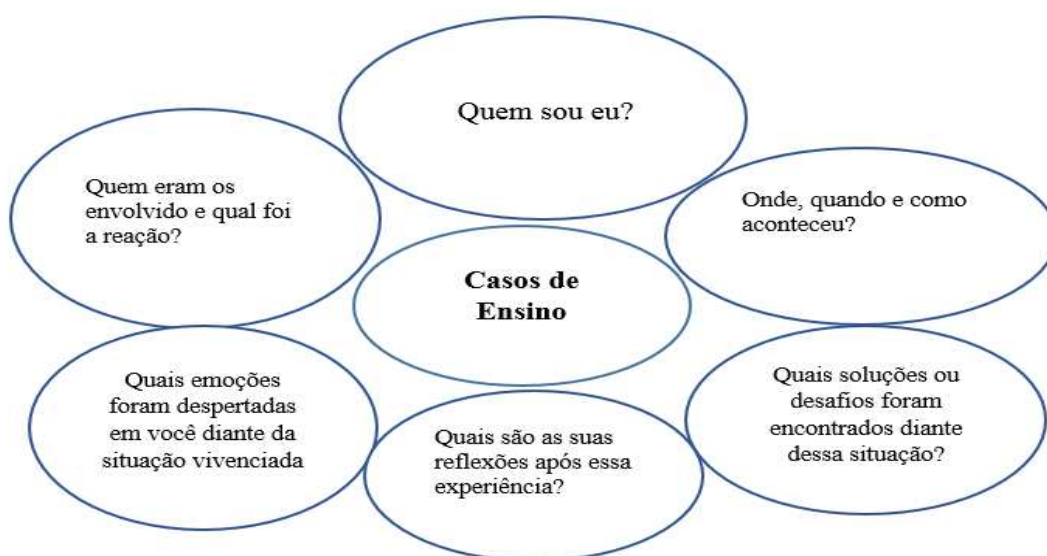 Quem sou eu?
Quem eram os
envolvido e qual foi
a reação?
Onde, quando e como
aconteceu?
Casos de
Ensino
Quais emoções
foram despertadas
em você diante da
situação vivenciada
Quais são as suas
reflexões após essa
experiência?
Quais soluções ou
desafios foram
encontrados diante
dessa situação?